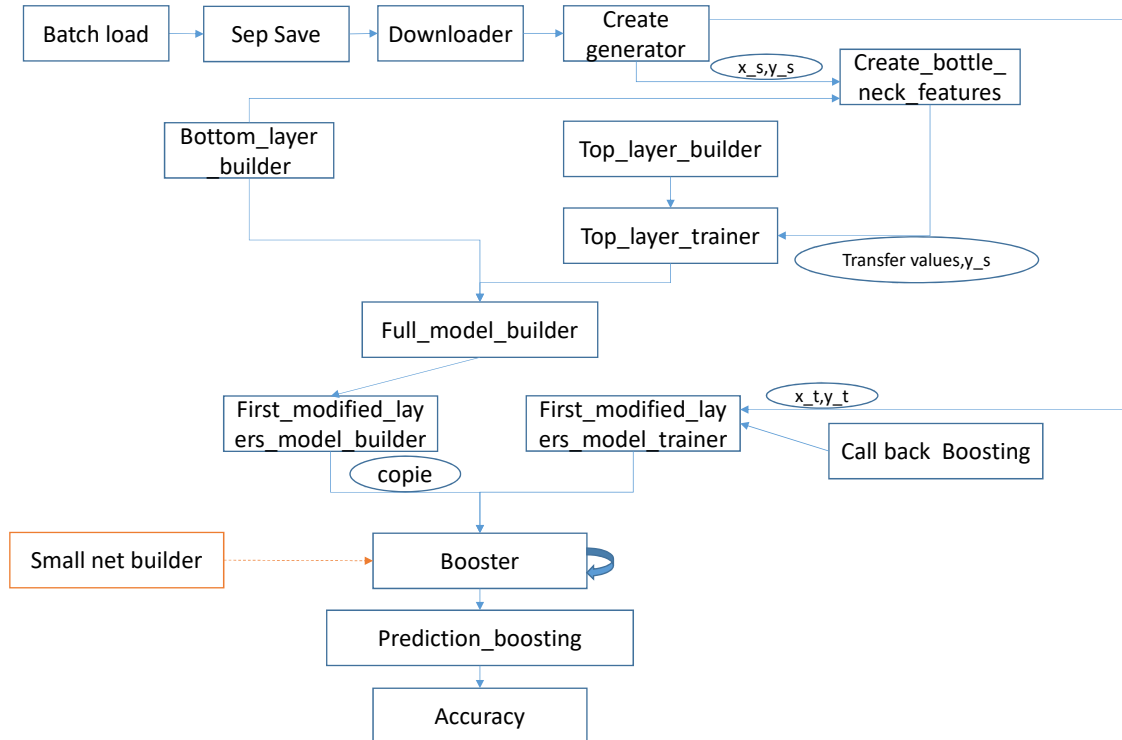 Batch load
Sep Save
Downloader
Create
generator
x_s,y_s
Create_bottle_
neck_features
Bottom_layer
_builder
Top_layer_builder
Top_layer_trainer
Transfer values,y_s
Full_model_builder
First_modified_lay
ers_model_builder
First_modified_lay
ers_model_trainer
x_t,y_t
Call back  Boosting
copie
Small net builder
Booster
Prediction_boosting
Accuracy